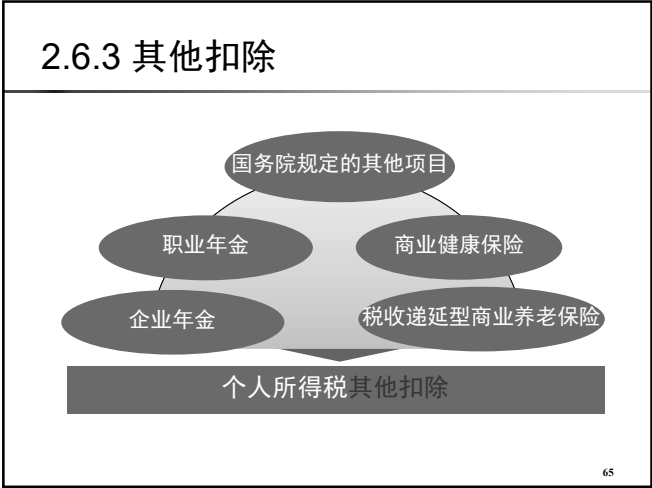 2.6.3 其他扣除
国务院规定的其他项目
职业年金
商业健康保险
企业年金
税收递延型商业养老保险
个人所得税其他扣除
65